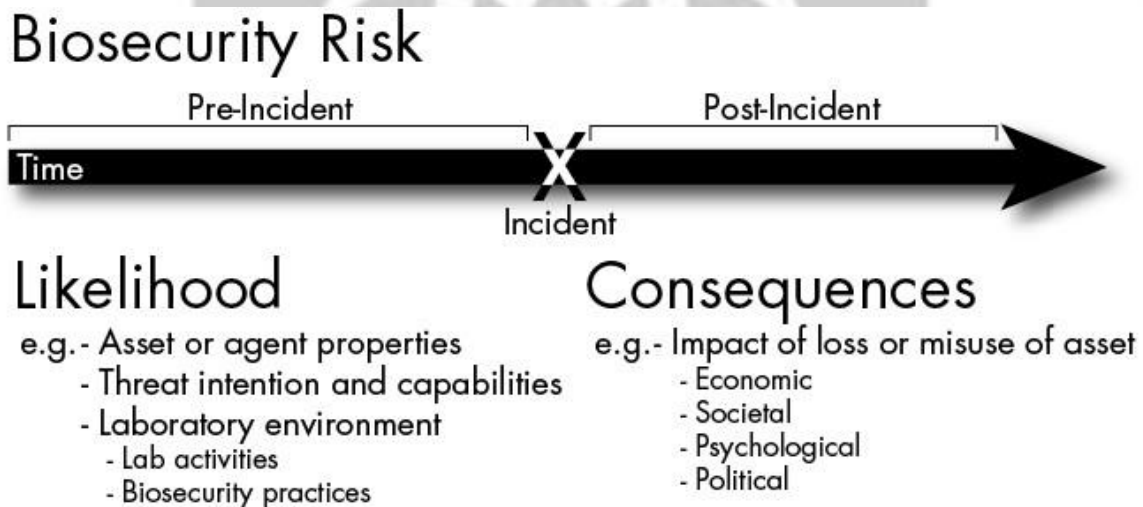 Biosecurity Risk
Pre-Incident
Post-Incident
Time
X
Incident
Likelihood
e.g.- Asset or agent properties
- Threat intention and capabilities
- Laboratory environment
- Lab activities
- Biosecurity practices
Consequences
e.g.- Impact of loss or misuse of asset
- Economic
- Societal
- Psychological
- Political